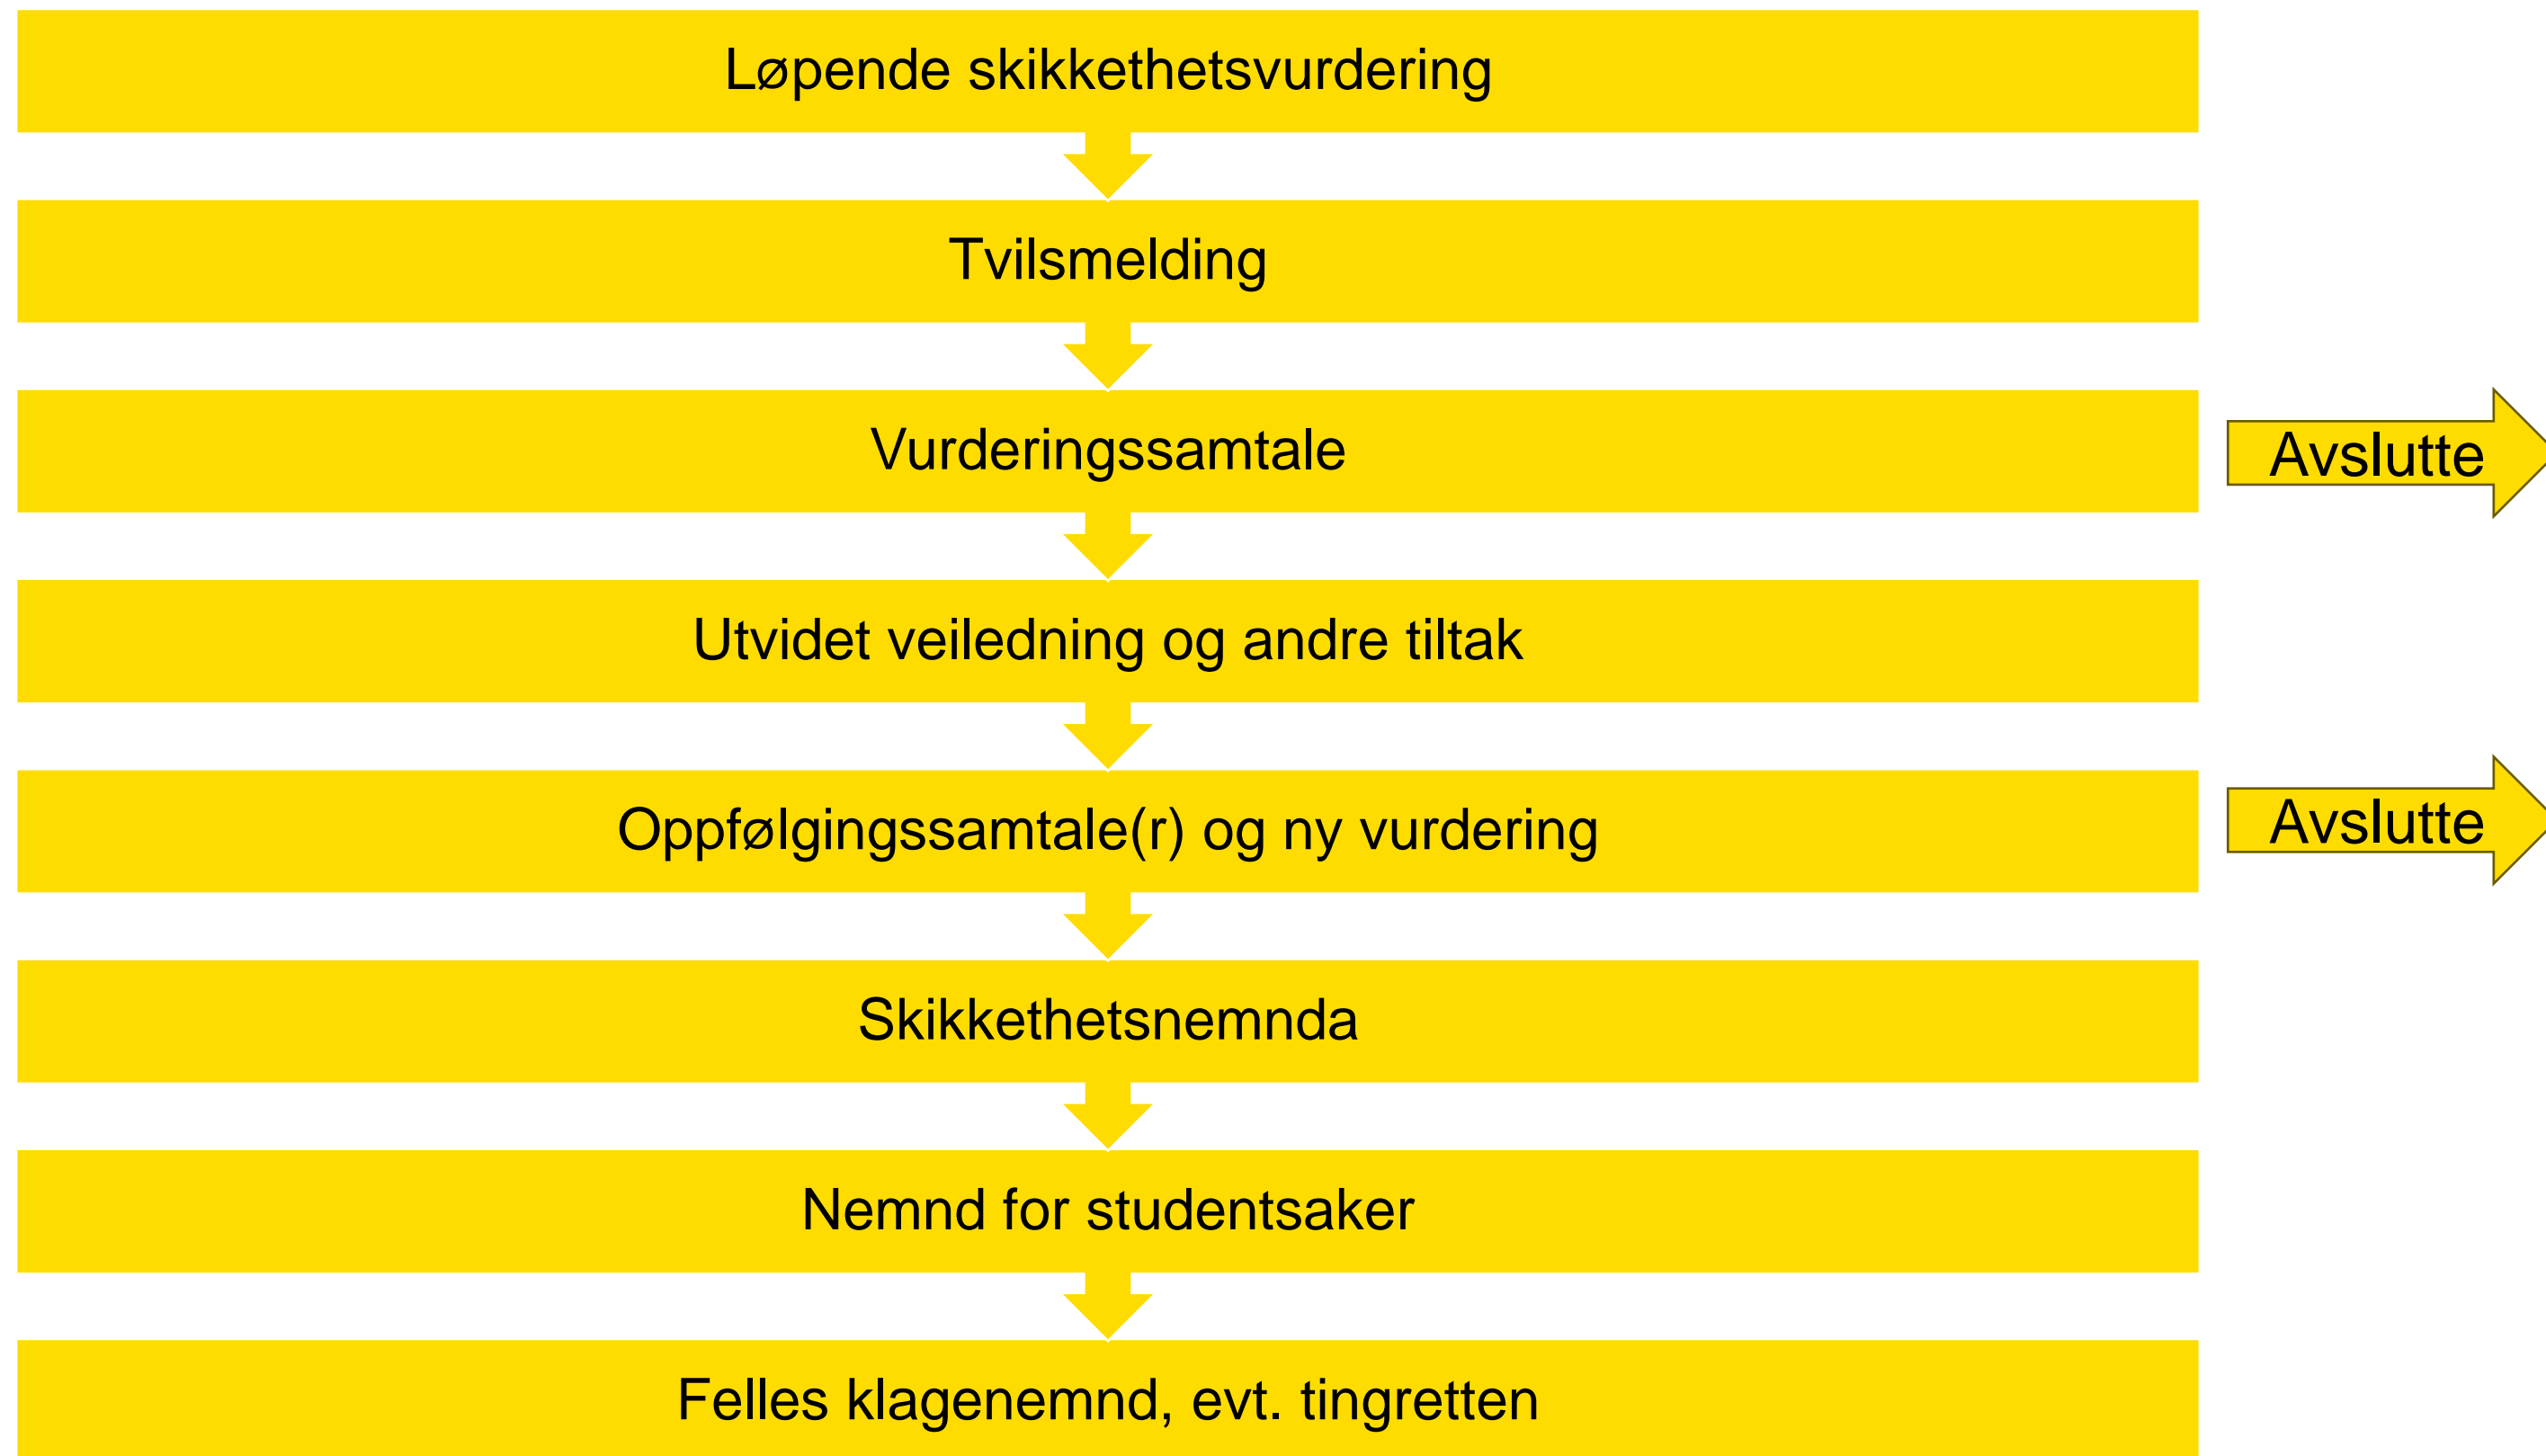 Løpende skikkethetsvurdering
Tvilsmelding
Vurderingssamtale
Avslutte
Utvidet veiledning og andre tiltak
Oppfølgingssamtale(r) og ny vurdering
Avslutte
Skikkethetsnemnda
Nemnd for studentsaker
Felles klagenemnd, evt. tingretten